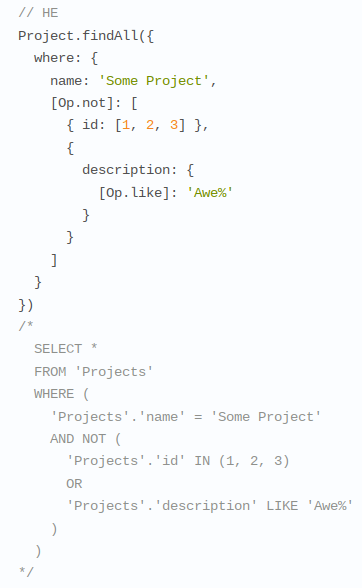 // НЕ
Project.findAll({
  where: {
    name: 'Some Project',
    [Op.not]: [
      { id: [1, 2, 3] },
      {
        description: {
          [Op.like]: 'Awe%'
        }
      }
    ]
  }
})
/*
  SELECT *
  FROM 'Projects'
  WHERE (
    'Projects'.'name' = 'Some Project'
    AND NOT (
      'Projects'.'id' IN (1, 2, 3)
      OR
      'Projects'.'description' LIKE 'Awe%'
    )
  )
*/